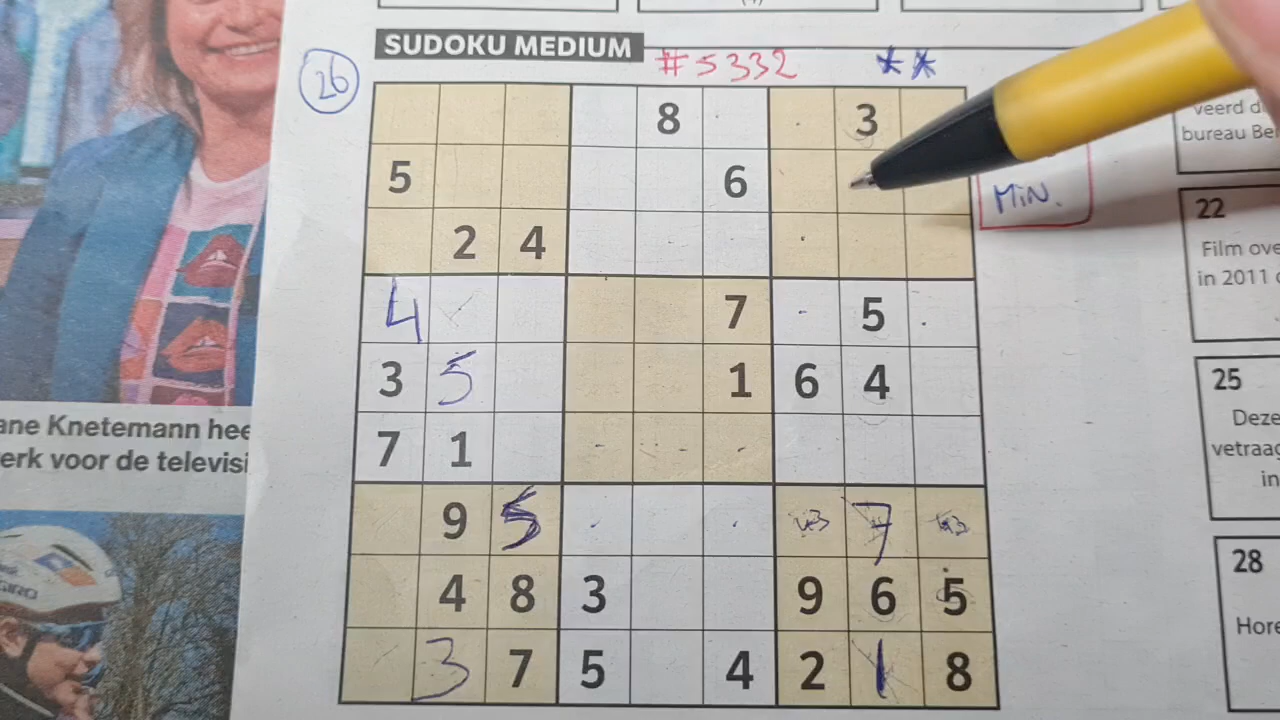 SUDOKU MEDIUM #5332 **
26
8 3
5 6
MiN.
2 4
4 7 5
3 5 1 6 4
7 1
9 5 7
4 8 3 9 6 5
3 7 5 4 2 1 8
veerd
bureau Be
22
Film ove
in 2011
25
Deze
vetraag
in
28
Hore
ane Knetemann hee
erk voor de televisi